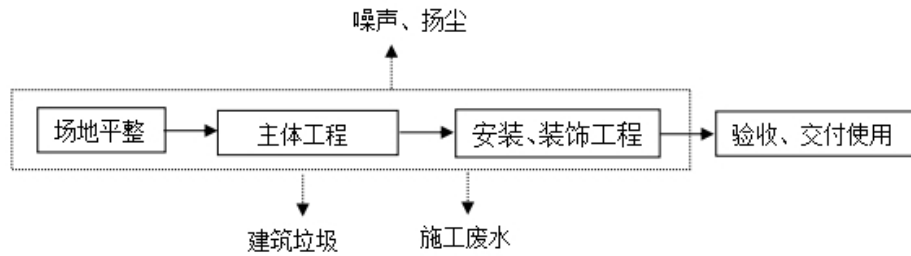 噪声、扬尘
场地平整
主体工程
安装、装饰工程
验收、交付使用
建筑垃圾
施工废水